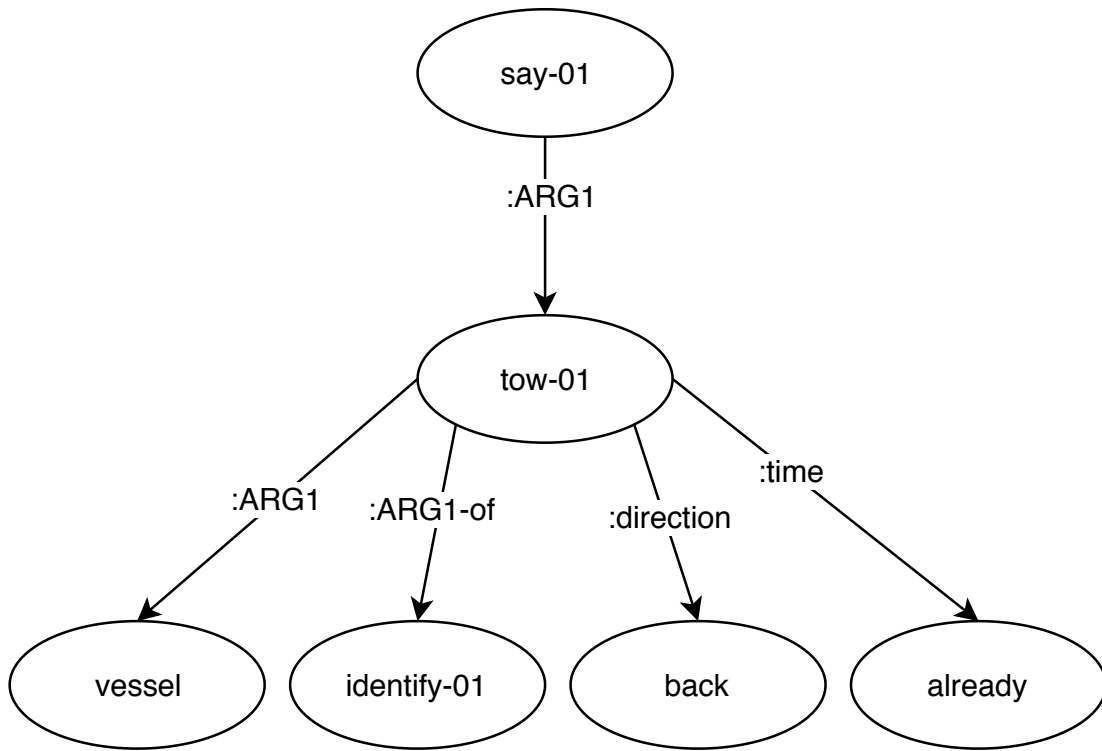 say-01
:ARG1
tow-01
:time
:ARG1
:ARG1-of
:direction
vessel
identify-01
back
already